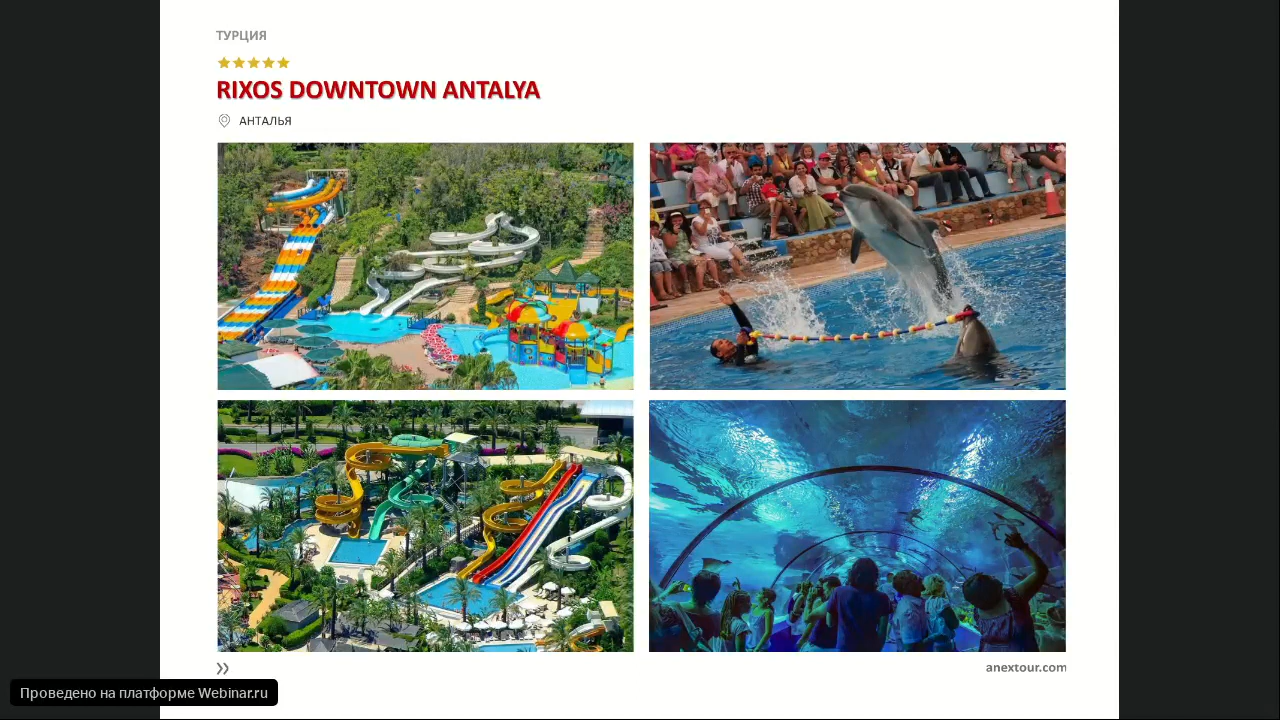 ТУРЦИЯ
RIXOS DOWNTOWN ANTALYA
АНТАЛЬЯ
anextour.com
Проведено на платформе Webinar.ru